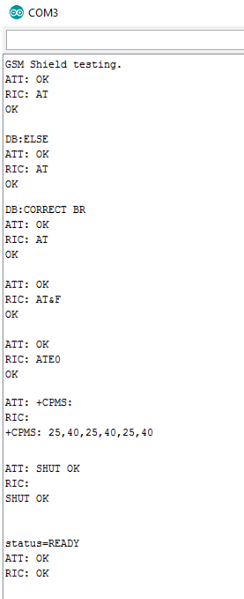 COM3
GSM Shield testing.
ATT: OK
RIC: AT
OK
DB:ELSE
ATT: OK
RIC: AT
OK
DB:CORRECT BR
ATT: OK
RIC: AT
OK
ATT: OK
RIC: AT&F
OK
ATT: OK
RIC: ATE0
OK
ATT: +CPMS:
RIC:
+CPMS: 25,40,25,40,25,40
ATT: SHUT OK
RIC:
SHUT OK
status=READY
ATT: OK
RIC: OK